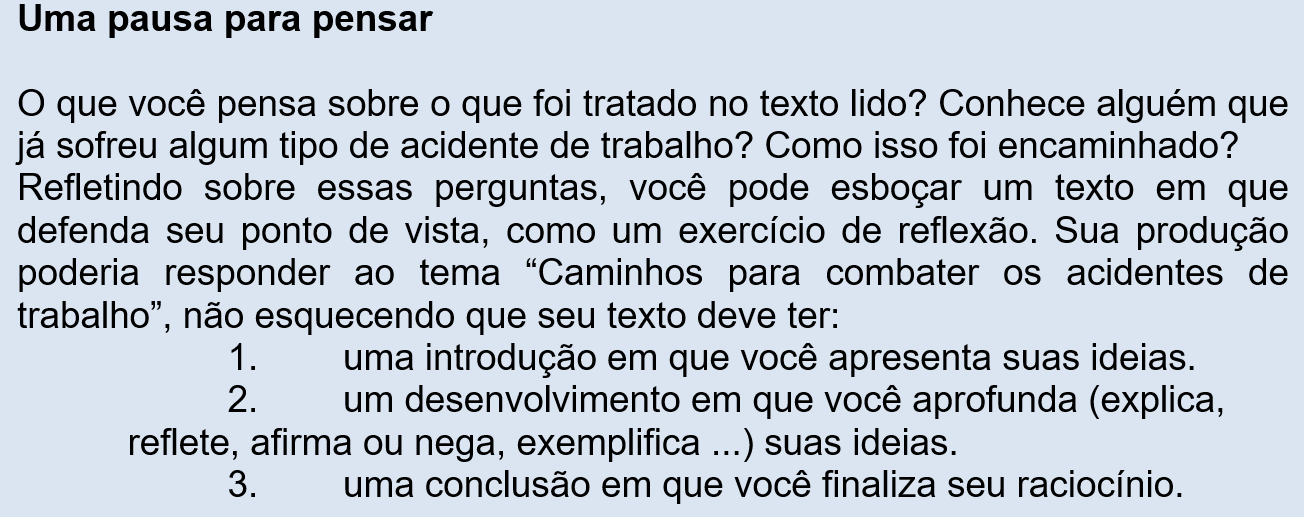 Uma pausa para pensar
O que você pensa sobre o que foi tratado no texto lido? Conhece alguém que
já sofreu algum tipo de acidente de trabalho? Como isso foi encaminhado?
Refletindo sobre essas perguntas, você pode esboçar um texto em que
defenda seu ponto de vista, como um exercício de reflexão. Sua produção
poderia responder ao tema “Caminhos para combater os acidentes de
trabalho”, não esquecendo que seu texto deve ter:
1. uma introdução em que você apresenta suas ideias.
2. um desenvolvimento em que você aprofunda (explica,
reflete, afirma ou nega, exemplifica ...) suas ideias.
3. uma conclusão em que você finaliza seu raciocínio.